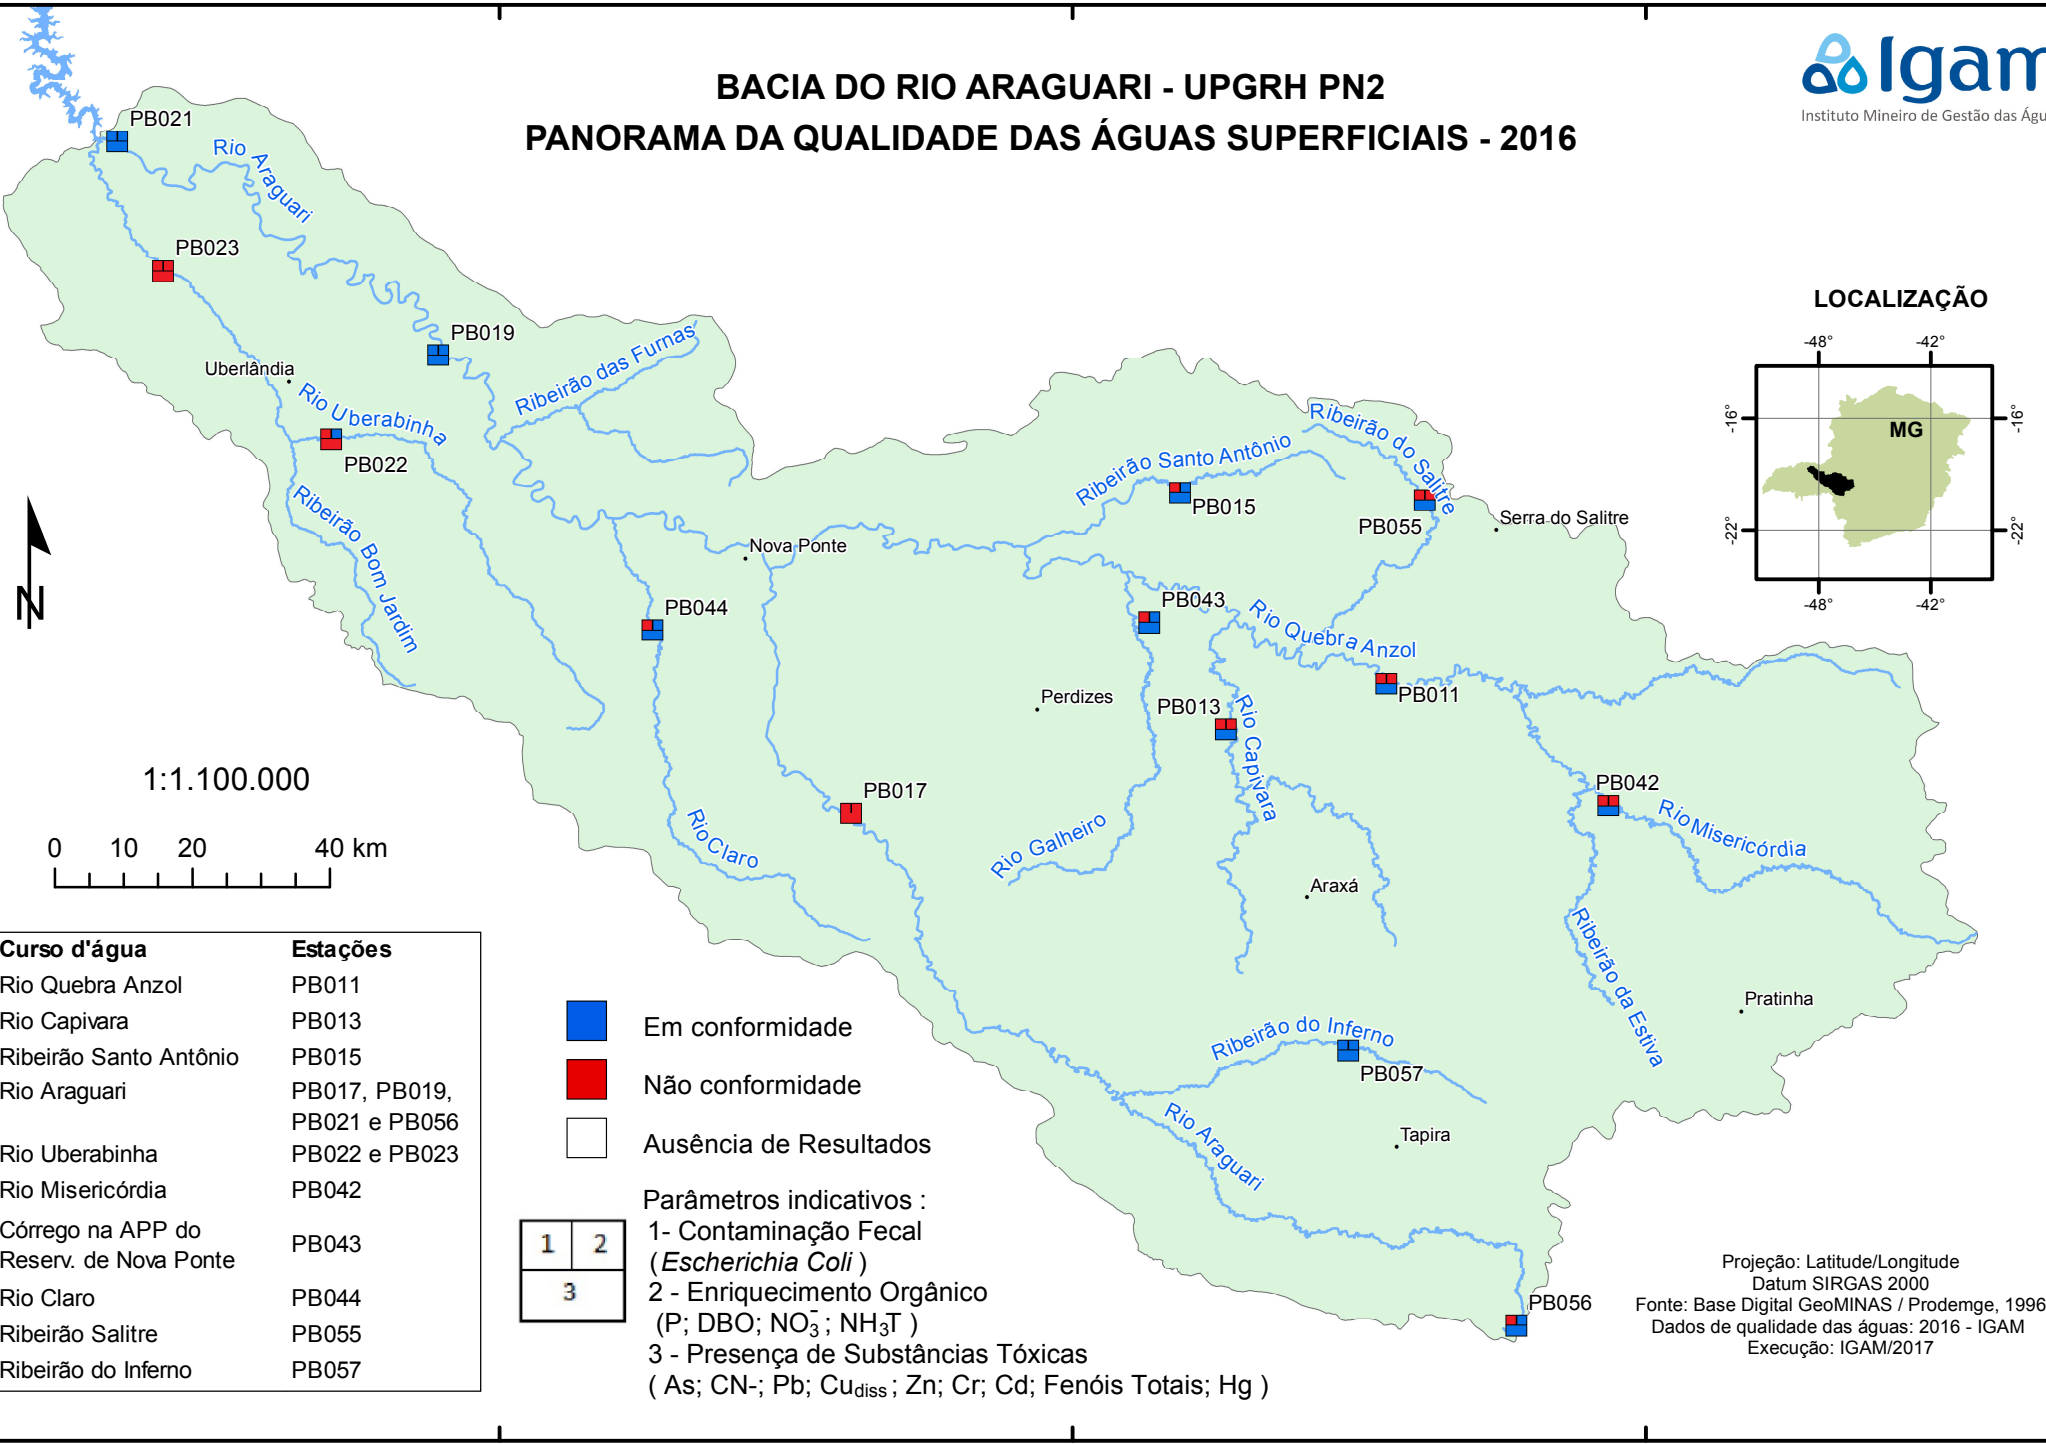 BACIA DO RIO ARAGUARI - UPGRH PN2
PANORAMA DA QUALIDADE DAS ÁGUAS SUPERFICIAIS - 2016
Igam
Instituto Mineiro de Gestão das Águ
PB021
Rio Araguari
PB023
PB019
Uberlândia
Ribeirão das Furnas
Rio Uberabinha
PB022
Ribeirão Bom Jardim
Ribeirão Santo Antônio
PB015
Ribeirão do Salitre
PB055
Serra do Salitre
Nova Ponte
PB044
PB043
Rio Quebra Anzol
PB011
Perdizes
PB013
Rio Capivara
PB017
Rio Claro
Rio Galheiro
PB042
Rio Misericórdia
Araxá
Ribeirão da Estiva
Pratinha
Ribeirão do Inferno
PB057
Tapira
Rio Araguari
PB056
LOCALIZAÇÃO
-48° -42°
-16° -16°
MG
-22° -22°
-48° -42°
N
1:1.100.000
0 10 20 40 km
Curso d'água Estações
Rio Quebra Anzol PB011
Rio Capivara PB013
Ribeirão Santo Antônio PB015
Rio Araguari PB017, PB019,
PB021 e PB056
Rio Uberabinha PB022 e PB023
Rio Misericórdia PB042
Córrego na APP do
Reserv. de Nova Ponte PB043
Rio Claro PB044
Ribeirão Salitre PB055
Ribeirão do Inferno PB057
Em conformidade
Não conformidade
Ausência de Resultados
Parâmetros indicativos :
1 2
3
1- Contaminação Fecal
(Escherichia Coli )
2 - Enriquecimento Orgânico
(P; DBO; NO₃⁻; NH₃T )
3 - Presença de Substâncias Tóxicas
( As; CN-; Pb; Cudiss ; Zn; Cr; Cd; Fenóis Totais; Hg )
Projeção: Latitude/Longitude
Datum SIRGAS 2000
Fonte: Base Digital GeoMINAS / Prodemge, 1996
Dados de qualidade das águas: 2016 - IGAM
Execução: IGAM/2017